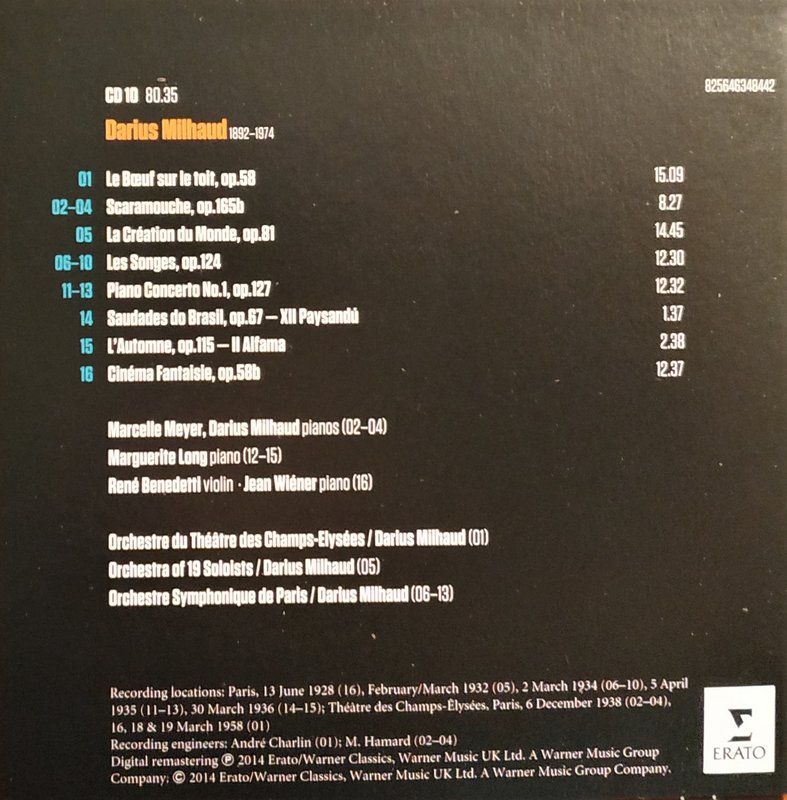 825646348442
CD 10 80.35
Darius Milhaud 1892–1974
01 Le Bœuf sur le toit, op.58 15.09
02–04 Scaramouche, op.165b 8.27
05 La Création du Monde, op.81 14.45
06–10 Les Songes, op.124 12.30
11–13 Piano Concerto No.1, op.127 12.32
14 Saudades do Brasil, op.67 – XII Paysandú 1.37
15 L'Automne, op.115 – II Alfama 2.38
16 Cinéma Fantaisie, op.58b 12.37
Marcelle Meyer, Darius Milhaud pianos (02–04)
Marguerite Long piano (12–15)
René Benedetti violin · Jean Wiéner piano (16)
Orchestre du Théâtre des Champs-Elysées / Darius Milhaud (01)
Orchestra of 19 Soloists / Darius Milhaud (05)
Orchestre Symphonique de Paris / Darius Milhaud (06–13)
Recording locations: Paris, 13 June 1928 (16), February/March 1932 (05), 2 March 1934 (06–10), 5 April
1935 (11–13), 30 March 1936 (14–15); Théâtre des Champs-Élysées, Paris, 6 December 1938 (02–04),
16, 18 & 19 March 1958 (01)
Recording engineers: André Charlin (01); M. Hamard (02–04)
Digital remastering ℗ 2014 Erato/Warner Classics, Warner Music UK Ltd. A Warner Music Group
Company; © 2014 Erato/Warner Classics, Warner Music UK Ltd. A Warner Music Group Company.
ERATO